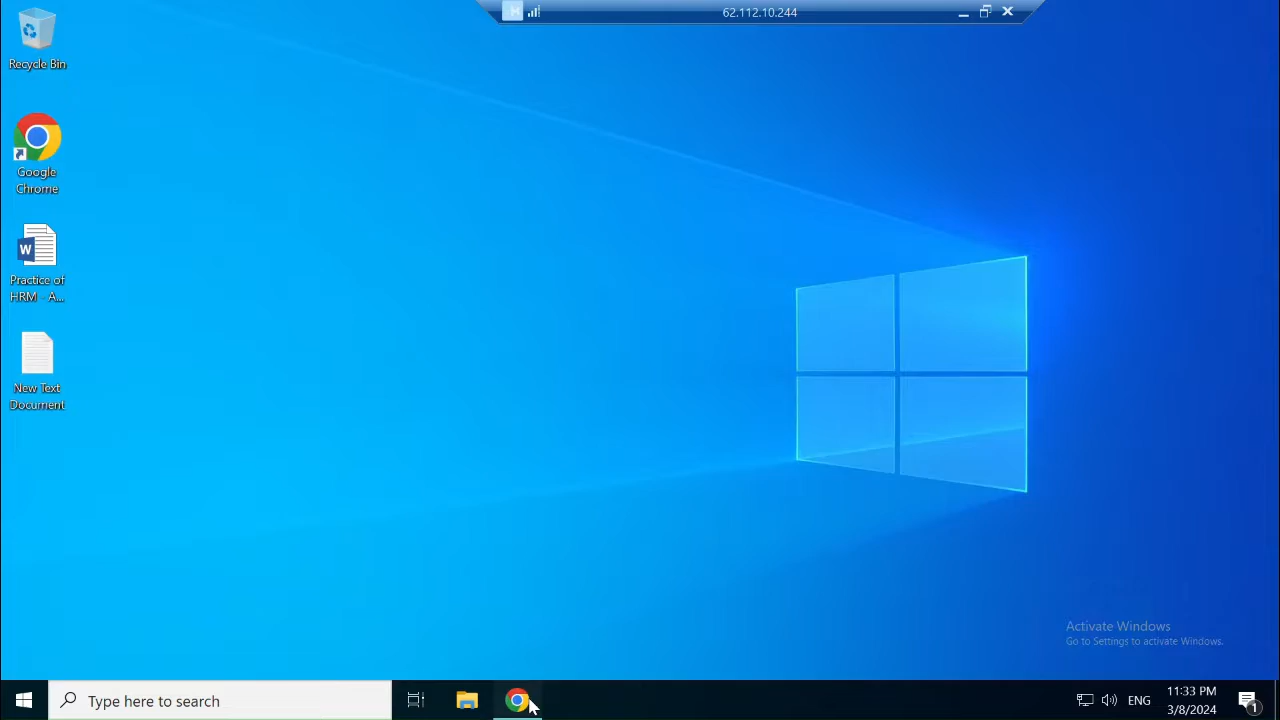 62.112.10.244
Recycle Bin
Google
Chrome
Practice of
HRM - A...
New Text
Document
Activate Windows
Go to Settings to activate Windows.
Type here to search
ENG
11:33 PM
3/8/2024
1